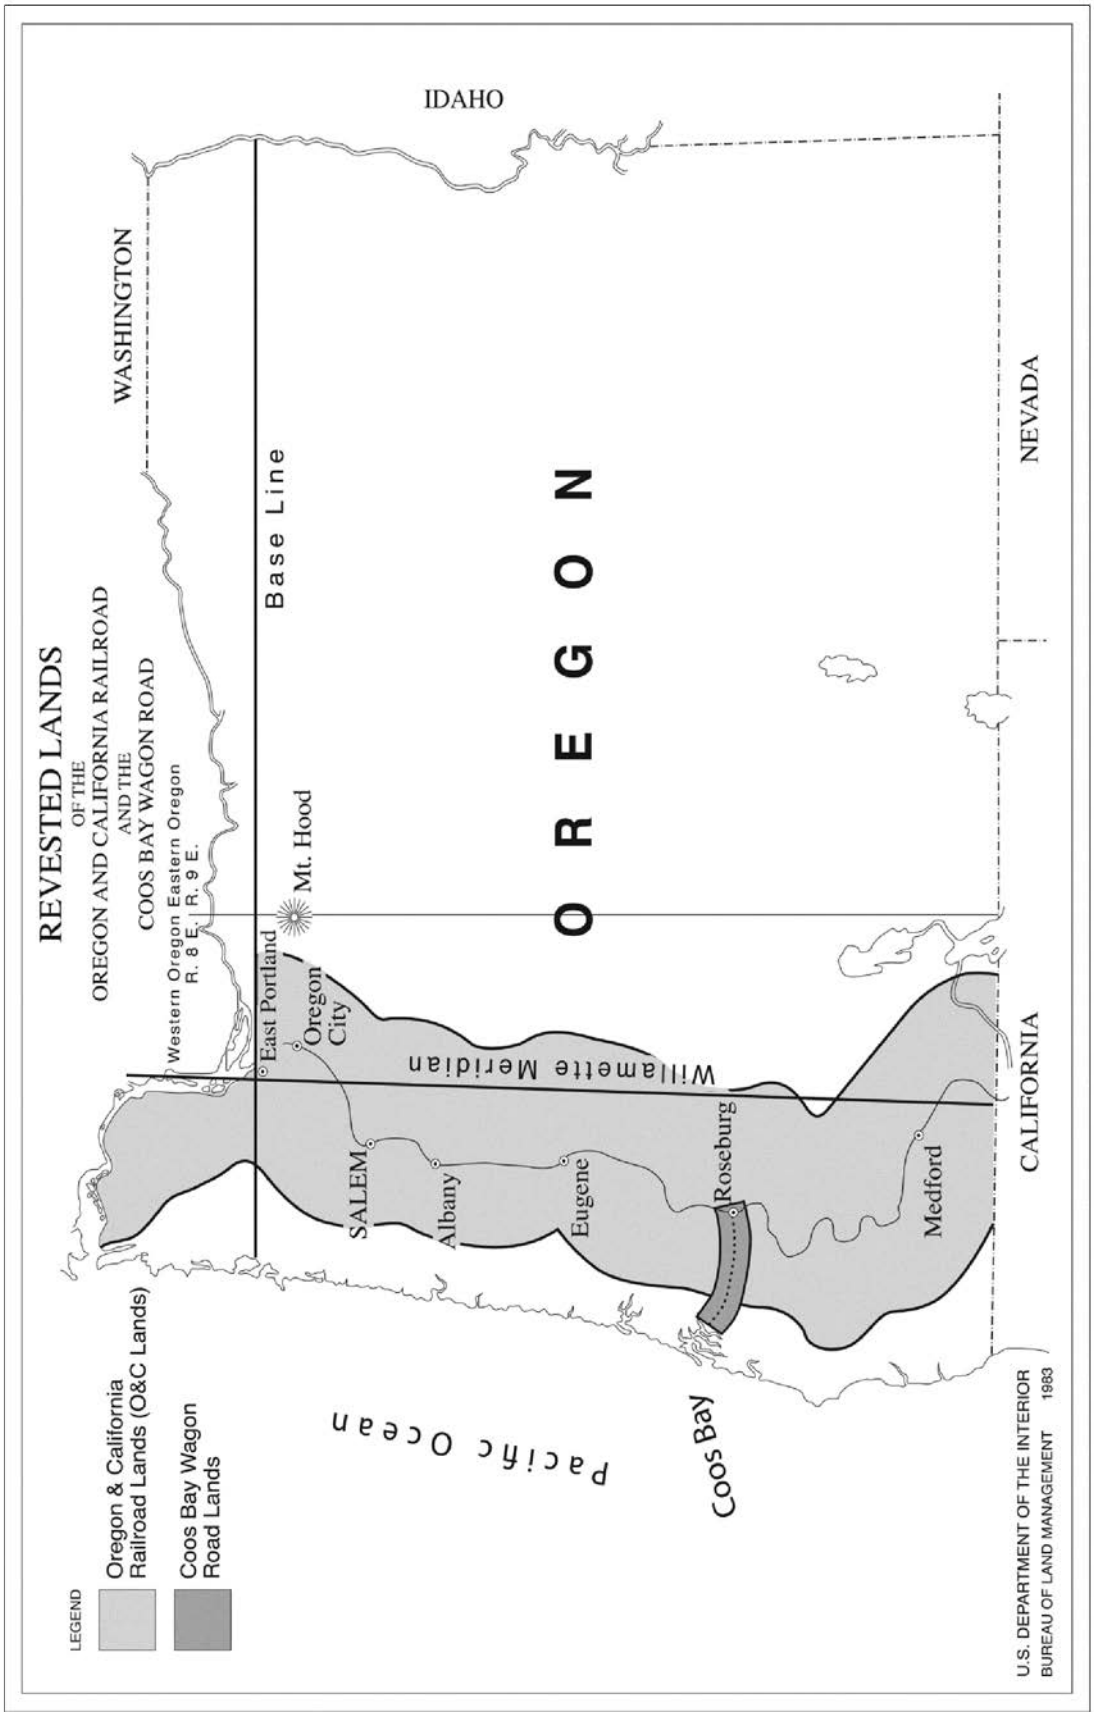 REVESTED LANDS
OF THE
OREGON AND CALIFORNIA RAILROAD
AND THE
COOS BAY WAGON ROAD
LEGEND
Oregon & California
Railroad Lands (O&C Lands)
Coos Bay Wagon
Road Lands
WASHINGTON
IDAHO
Western Oregon Eastern Oregon
R. 8 E. R. 9 E.
Base Line
East Portland
Mt. Hood
Oregon
City
SALEM
Albany
Willamette Meridian
Eugene
Pacific Ocean
OREGON
Coos Bay
Roseburg
Medford
CALIFORNIA
NEVADA
U.S. DEPARTMENT OF THE INTERIOR
BUREAU OF LAND MANAGEMENT 1983